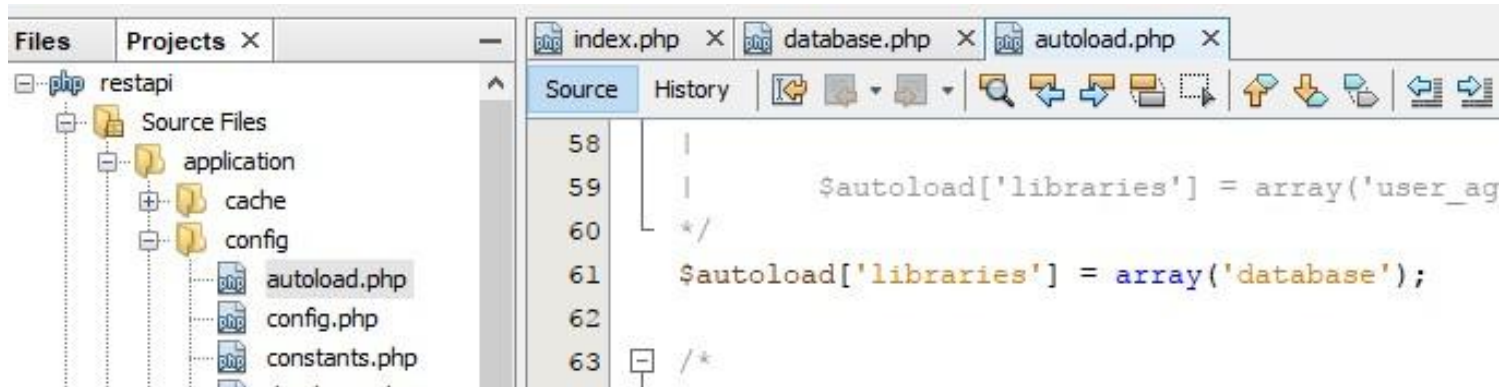 Files Projects ×
php restapi
Source Files
application
cache
config
autoload.php
config.php
constants.php
index.php × database.php × autoload.php ×
Source History
58 |
59 | $autoload['libraries'] = array('user_ag
60 */
61 $autoload['libraries'] = array('database');
62
63 /*